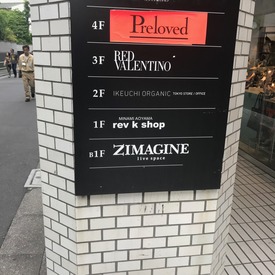 4F Preloved
3F RED
VALENTINO
2F IKEUCHI ORGANIC TOKYO STORE / OFFICE
MINAMI AOYAMA
1F rev k shop
B1F ZIMAGINE
live space